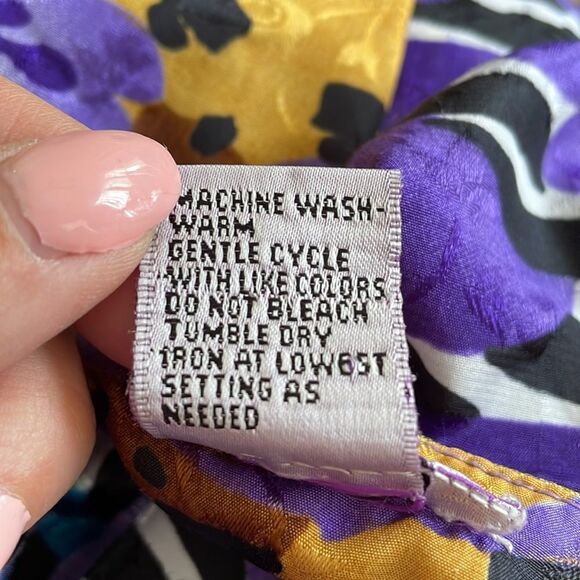 MACHINE WASH-
WARM
GENTLE CYCLE
WITH LIKE COLORS
DO NOT BLEACH
TUMBLE DRY
IRON AT LOWEST
SETTING AS
NEEDED